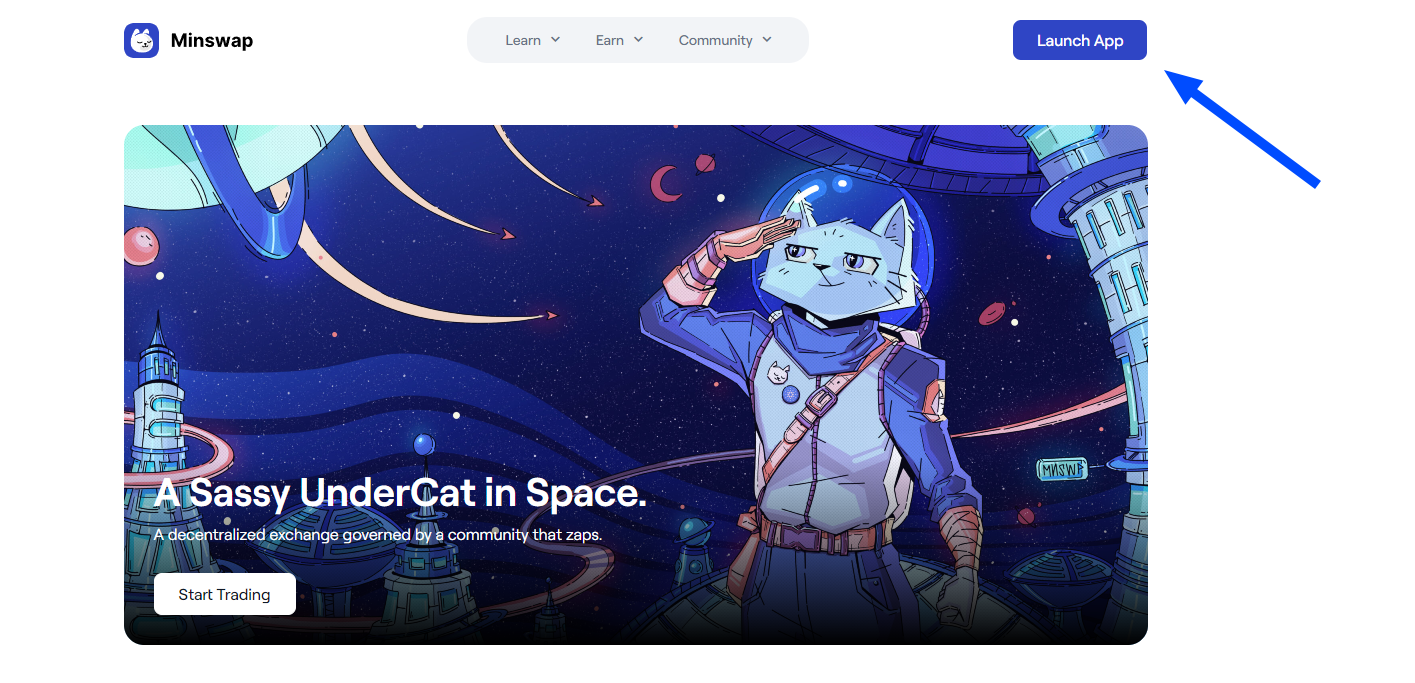 Minswap
Learn
Earn
Community
Launch App
A Sassy UnderCat in Space.
A decentralized exchange governed by a community that zaps.
Start Trading